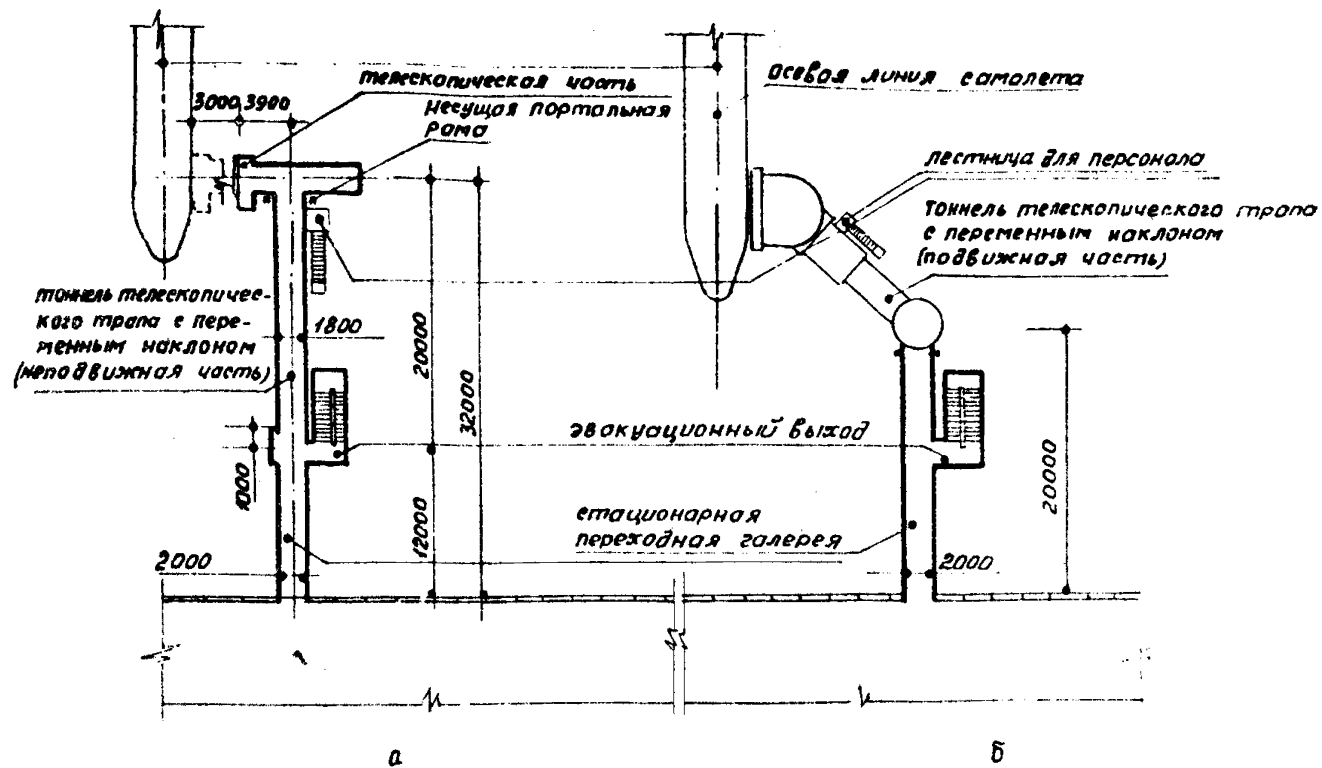 телескопическая часть
несущая портальная
рама
3000 3900
осевая линия самолета
лестница для персонала
тоннель телескопического трапа
с переменным наклоном
(подвижная часть)
тоннель телескопичес-
кого трапа с пере-
менным наклоном
(неподвижная часть)
1800
20000
32000
1000
12000
эвакуационный выход
стационарная
переходная галерея
2000
2000
20000
а
б